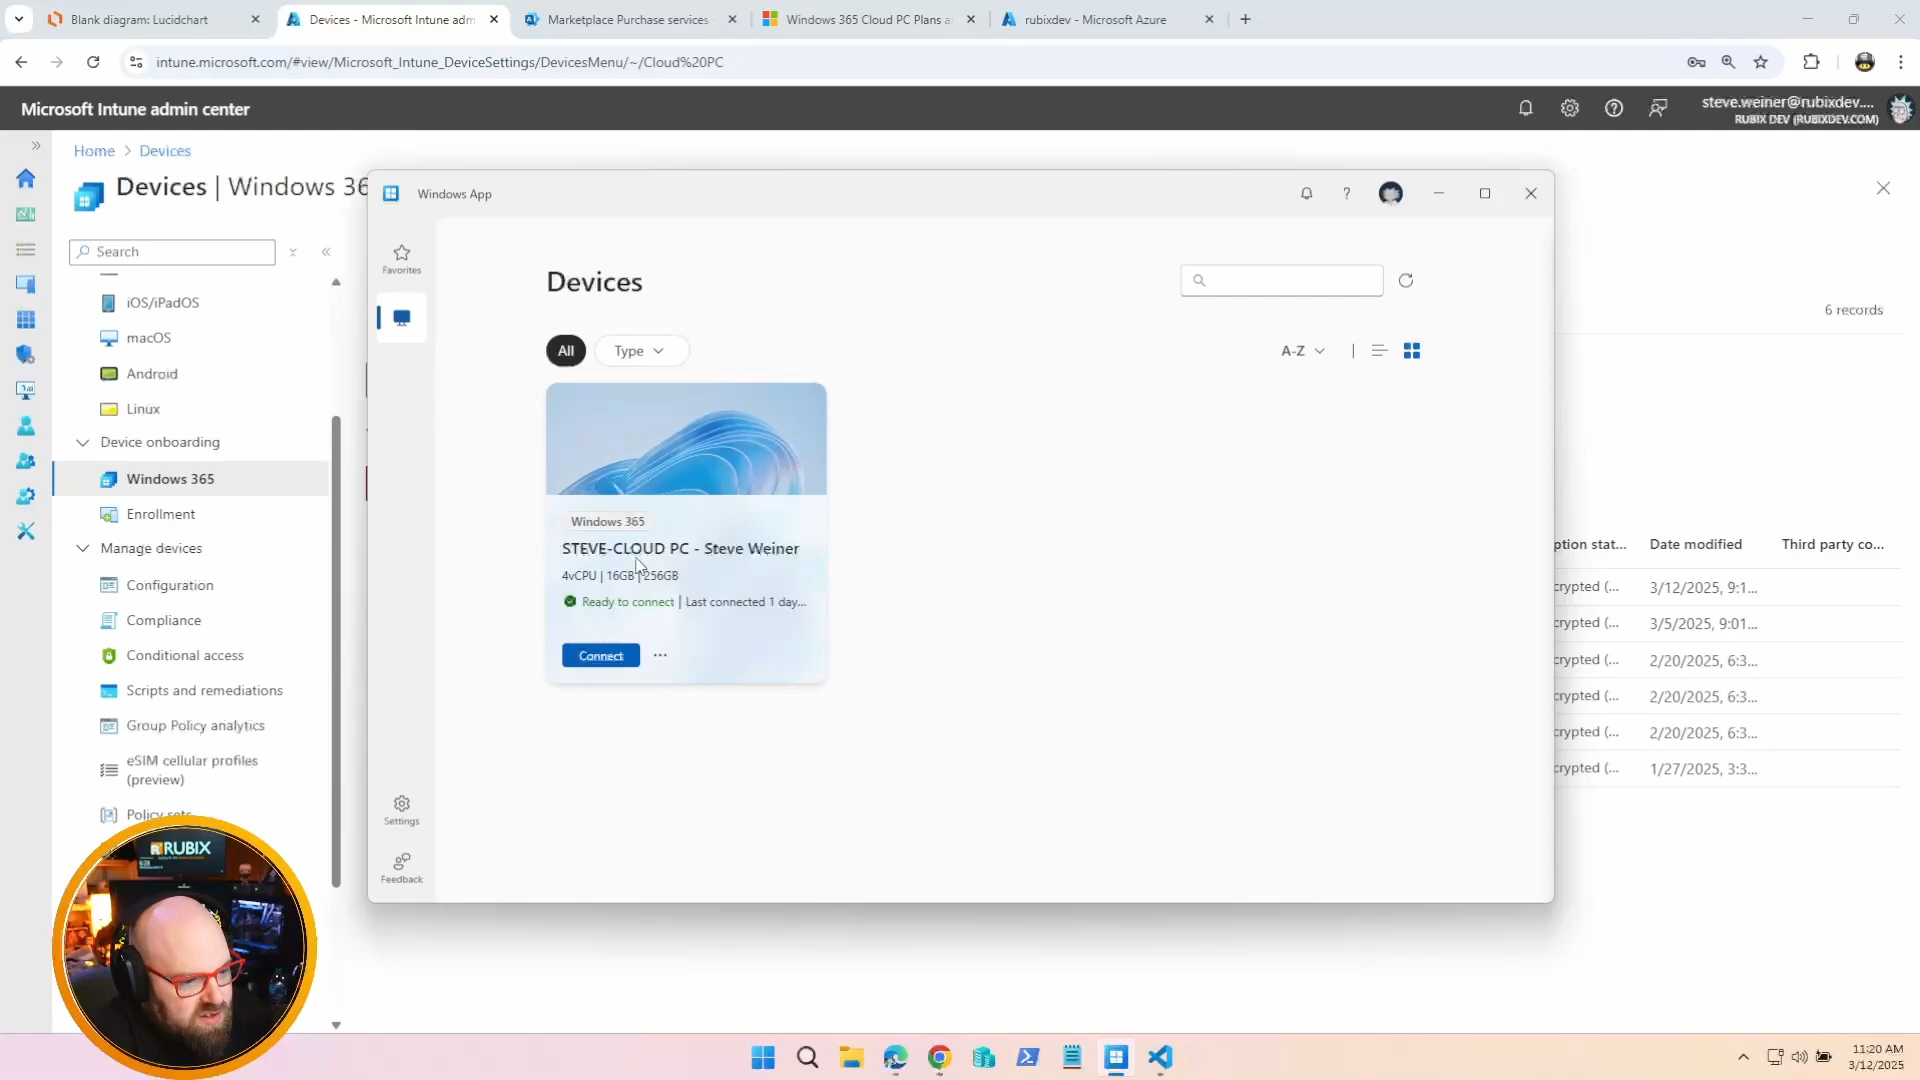 Blank diagram: Lucidchart
Devices - Microsoft Intune adm
Marketplace Purchase services
Windows 365 Cloud PC Plans a
rubixdev - Microsoft Azure
intune.microsoft.com/#view/Microsoft_Intune_DeviceSettings/DevicesMenu/~/Cloud%20PC
Microsoft Intune admin center
steve.weiner@rubixdev....
RUBIX DEV (RUBIXDEV.COM)
Home > Devices
Devices | Windows 36
Search
iOS/iPadOS
macOS
Android
Linux
Device onboarding
Windows 365
Enrollment
Manage devices
Configuration
Compliance
Conditional access
Scripts and remediations
Group Policy analytics
eSIM cellular profiles
(preview)
Policy sets
Windows App
Favorites
Settings
Feedback
Devices
All
Type
A-Z
Windows 365
STEVE-CLOUD PC - Steve Weiner
4vCPU | 16GB | 256GB
Ready to connect | Last connected 1 day...
Connect
6 records
ption stat... Date modified Third party co...
crypted (... 3/12/2025, 9:1...
crypted (... 3/5/2025, 9:01...
crypted (... 2/20/2025, 6:3...
crypted (... 2/20/2025, 6:3...
crypted (... 2/20/2025, 6:3...
crypted (... 1/27/2025, 3:3...
RUBIX
11:20 AM
3/12/2025